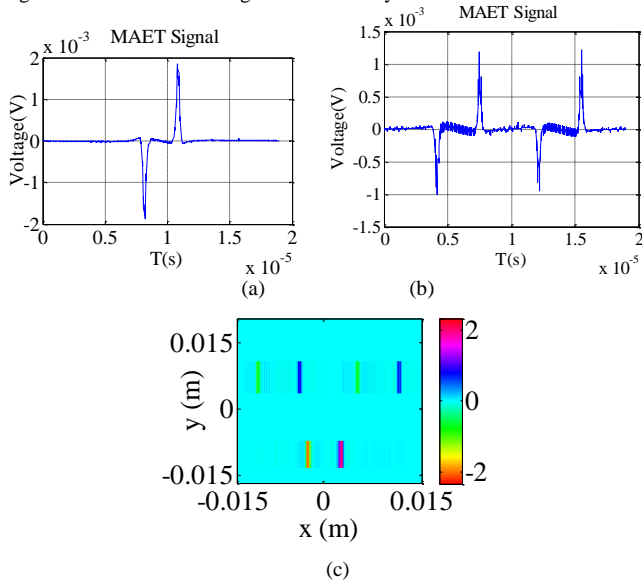 MAET Signal
x 10-3
Voltage(V)
2
1
0
-1
-2
0
0.5
1
1.5
2
T(s)
x 10-5
(a)
MAET Signal
x 10-3
Voltage(V)
1.5
1
0.5
0
-0.5
-1
-1.5
0
0.5
1
1.5
2
T(s)
x 10-5
(b)
y (m)
0.015
0
-0.015
-0.015
0
0.015
x (m)
2
0
-2
(c)